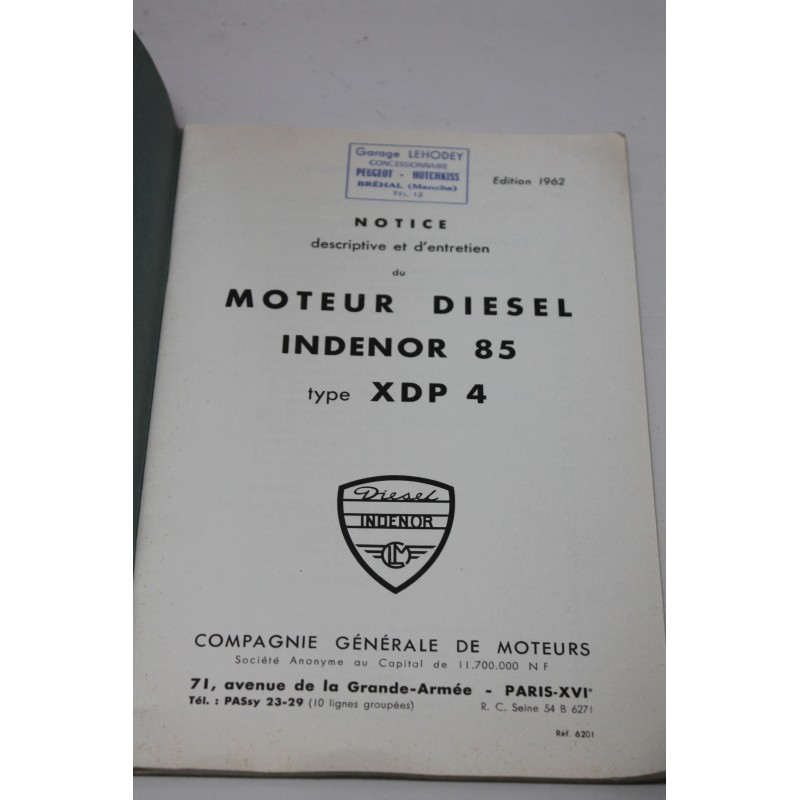 Garage LEHODEY
CONCESSIONNAIRE
PEUGEOT - HOTCHKISS
BRÉHAL (Manche)
TÉL. 12
Edition 1962
NOTICE
descriptive et d'entretien
du
MOTEUR DIESEL
INDENOR 85
type XDP 4
Diesel
INDENOR
CLM
COMPAGNIE GÉNÉRALE DE MOTEURS
Société Anonyme au Capital de 11.700.000 N F
71, avenue de la Grande-Armée - PARIS-XVIe
Tél. : PASsy 23-29 (10 lignes groupées)
R. C. Seine 54 B 6271
Réf. 6201